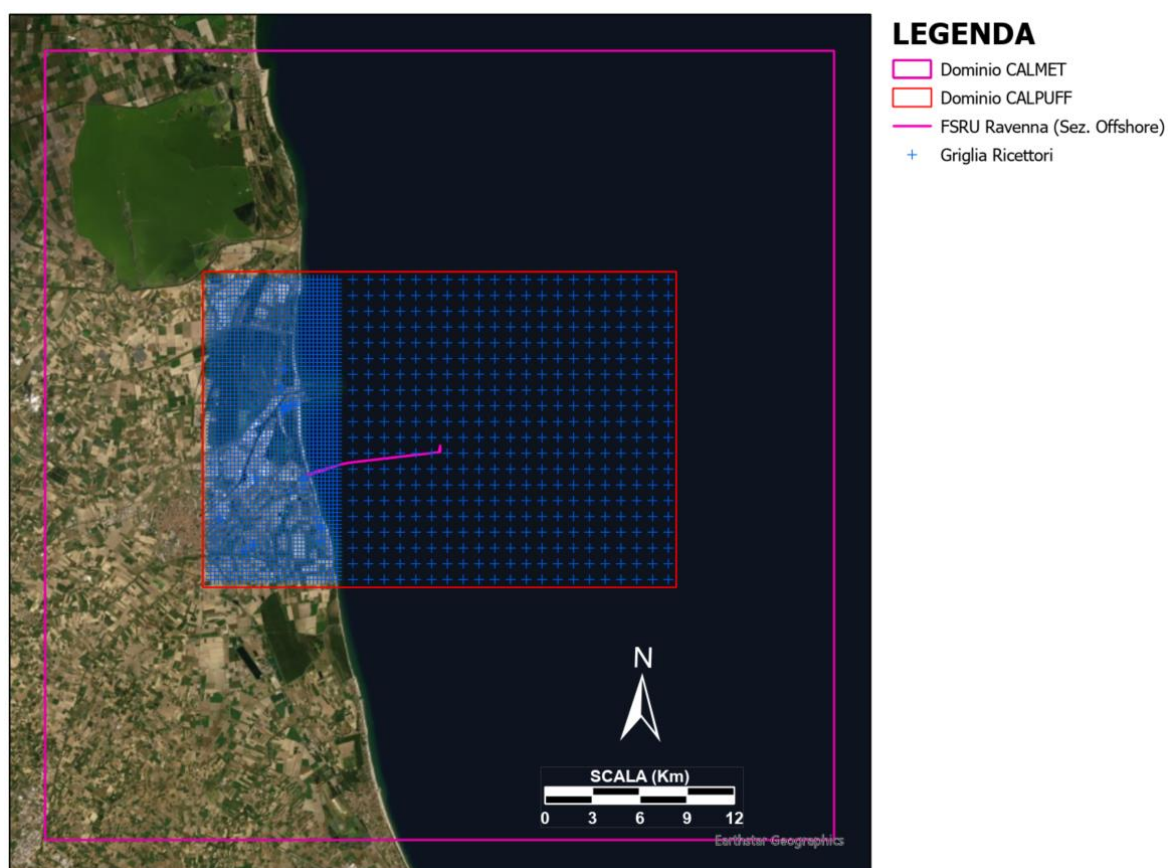 LEGENDA
Dominio CALMET
Dominio CALPUFF
FSRU Ravenna (Sez. Offshore)
Griglia Ricettori
N
SCALA (Km)
0 3 6 9 12
Earthstar Geographics